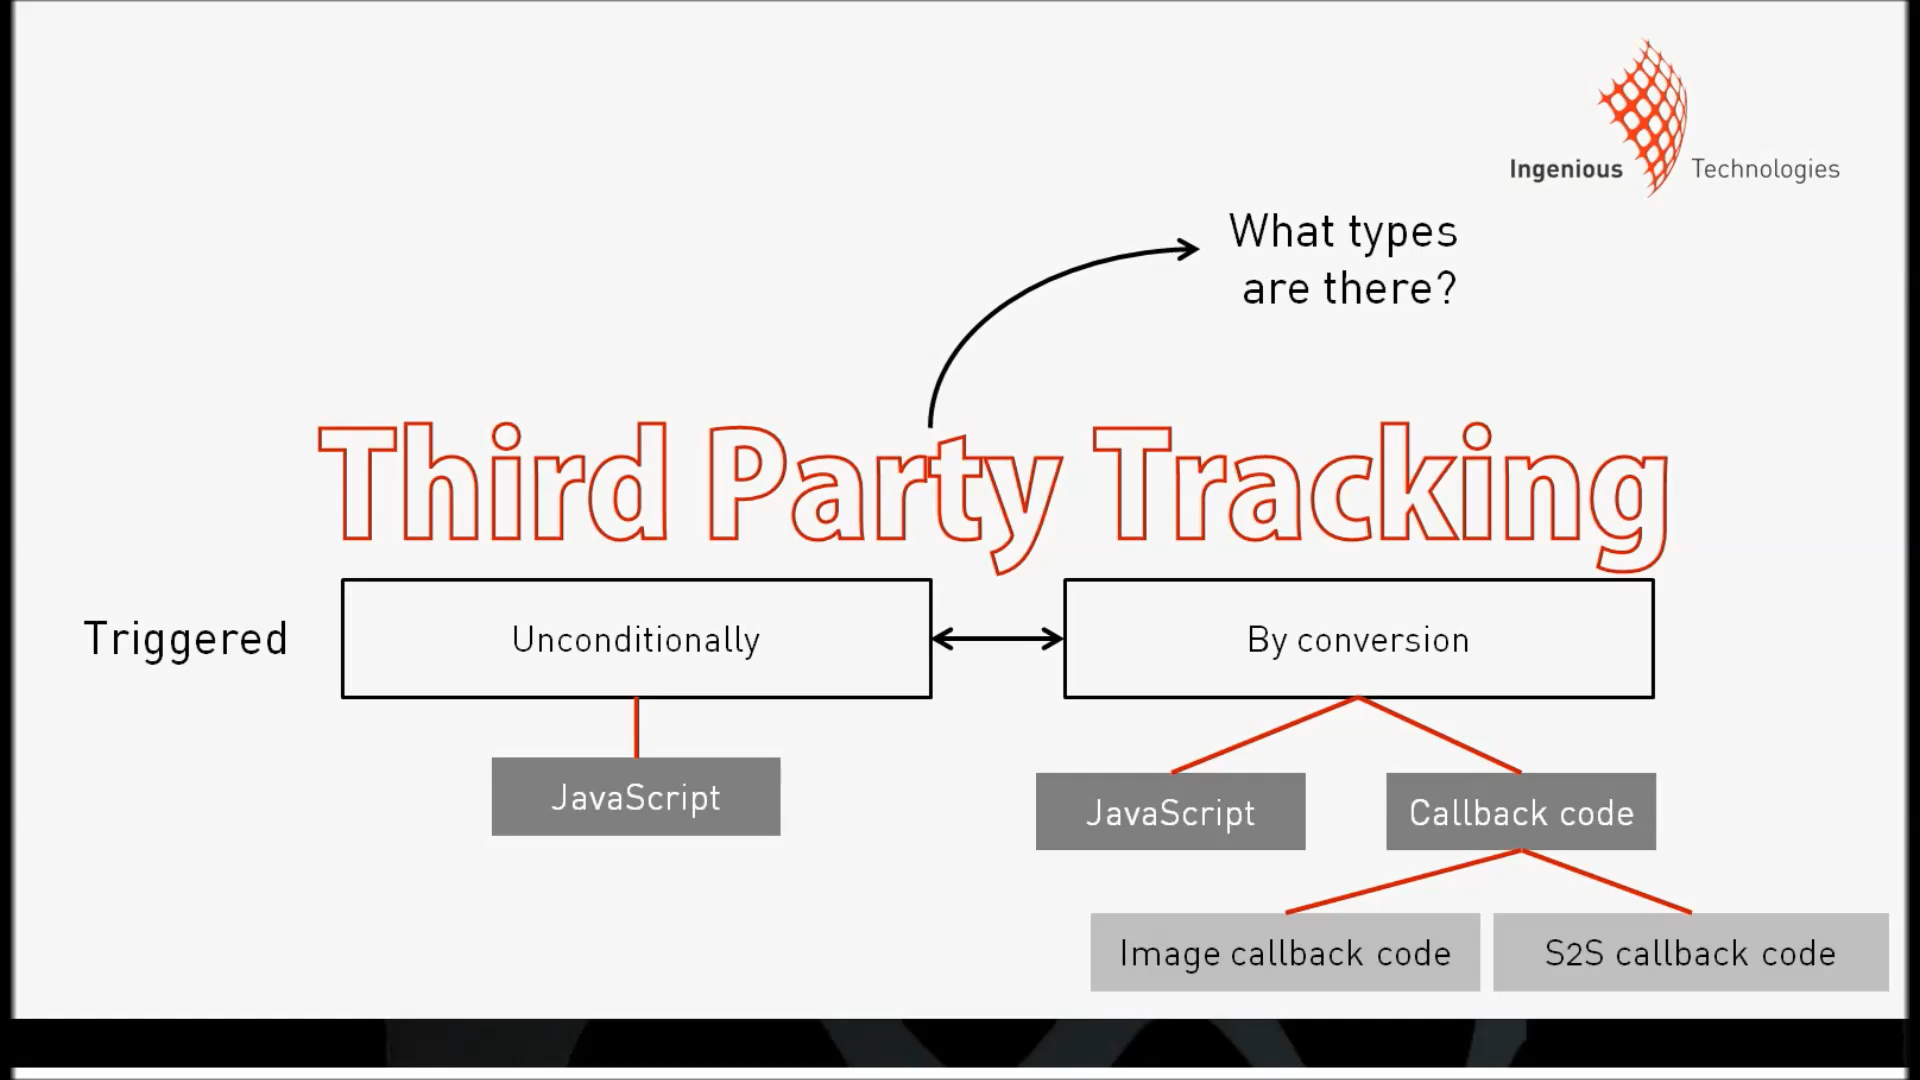 Ingenious Technologies
What types
are there?
Third Party Tracking
Triggered
Unconditionally
By conversion
JavaScript
JavaScript
Callback code
Image callback code
S2S callback code